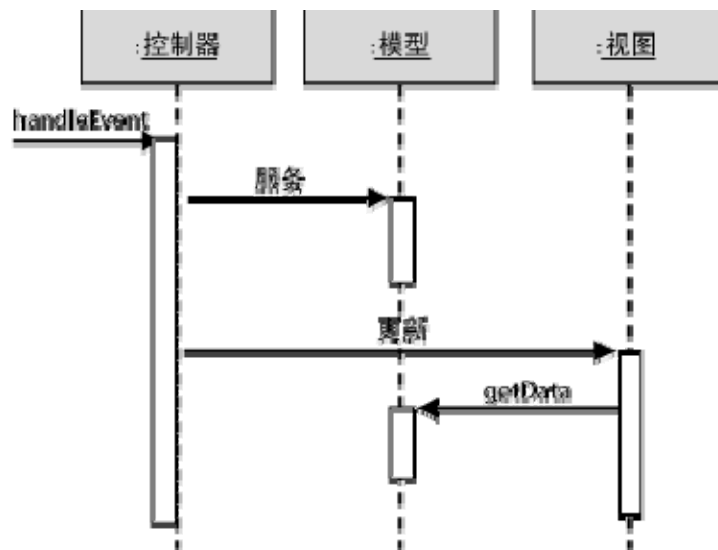 :控制器
:模型
:视图
handleEvent
服务
更新
getData